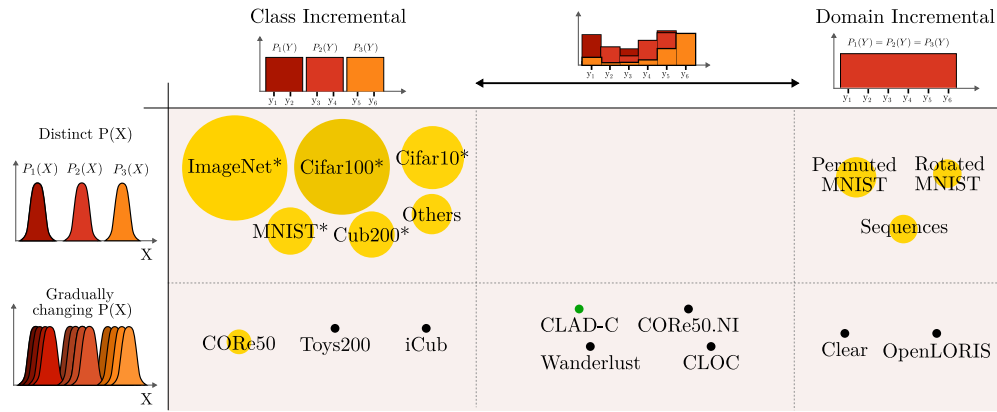 Class Incremental
P₁(Y) P₂(Y) P₃(Y)
y₁ y₂ y₃ y₄ y₅ y₆
y₁ y₂ y₃ y₄ y₅ y₆
Domain Incremental
P₁(Y) = P₂(Y) = P₃(Y)
y₁ y₂ y₃ y₄ y₅ y₆
Distinct P(X)
P₁(X) P₂(X) P₃(X)
X
ImageNet*
Cifar100*
Cifar10*
MNIST*
Cub200*
Others
Permuted
MNIST
Rotated
MNIST
Sequences
Gradually
changing P(X)
X
CORe50
Toys200
iCub
CLAD-C
CORe50.NI
Wanderlust
CLOC
Clear
OpenLORIS